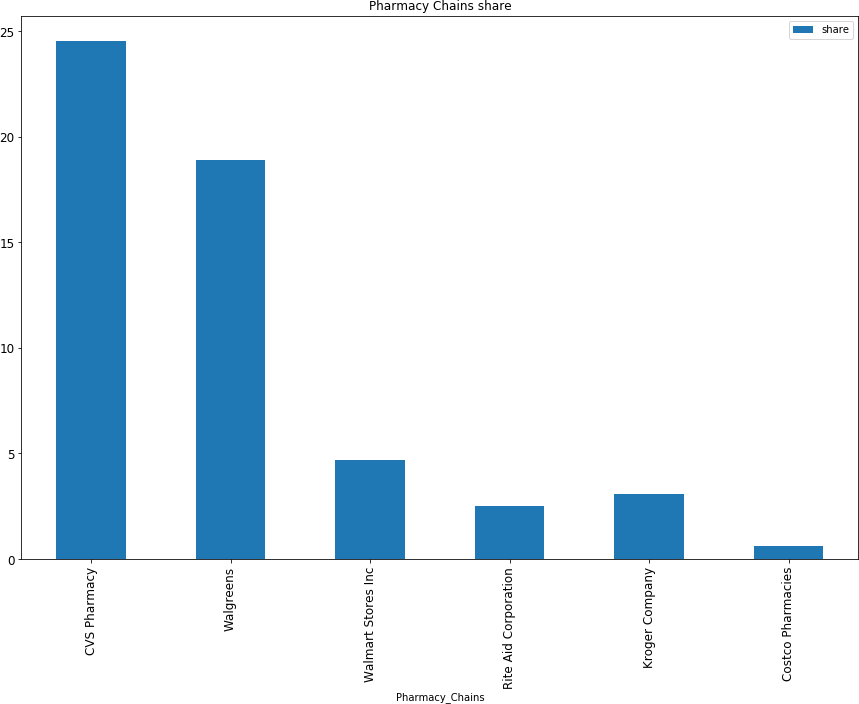 Pharmacy Chains share
share
25
20
15
10
5
0
CVS Pharmacy
Walgreens
Walmart Stores Inc
Rite Aid Corporation
Kroger Company
Costco Pharmacies
Pharmacy_Chains